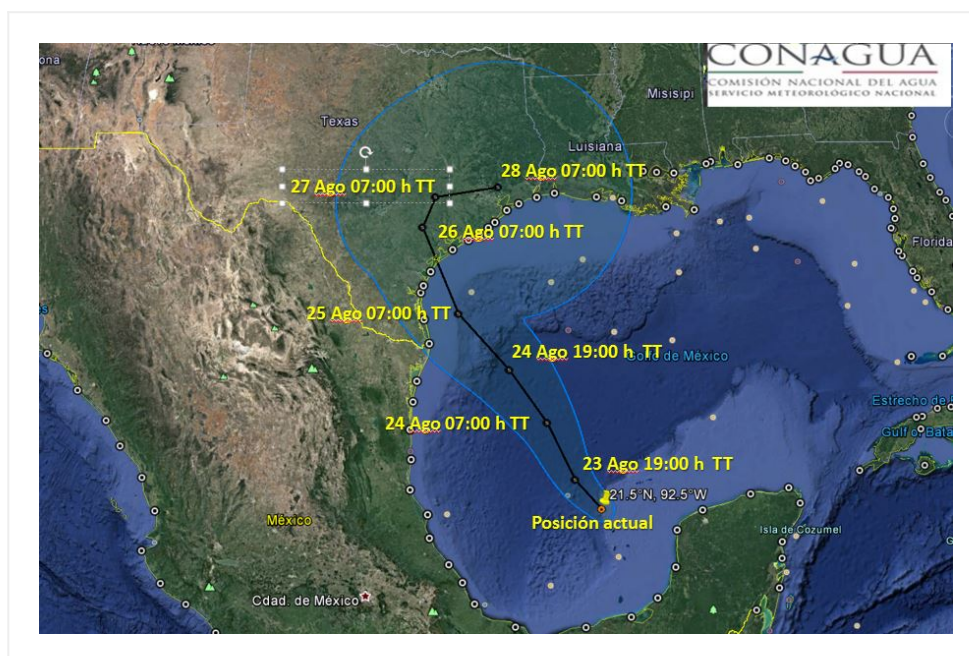 CONAGUA
COMISIÓN NACIONAL DEL AGUA
SERVICIO METEOROLÓGICO NACIONAL
Misisipi
Texas
Luisiana
28 Ago 07:00 h TT
27 Ago 07:00 h TT
26 Ago 07:00 h TT
Florida
25 Ago 07:00 h TT
24 Ago 19:00 h TT
Golfo de México
Estrecho de
24 Ago 07:00 h TT
23 Ago 19:00 h TT
21.5°N, 92.5°W
Posición actual
México
Isla de Cozumel
Cdad. de México